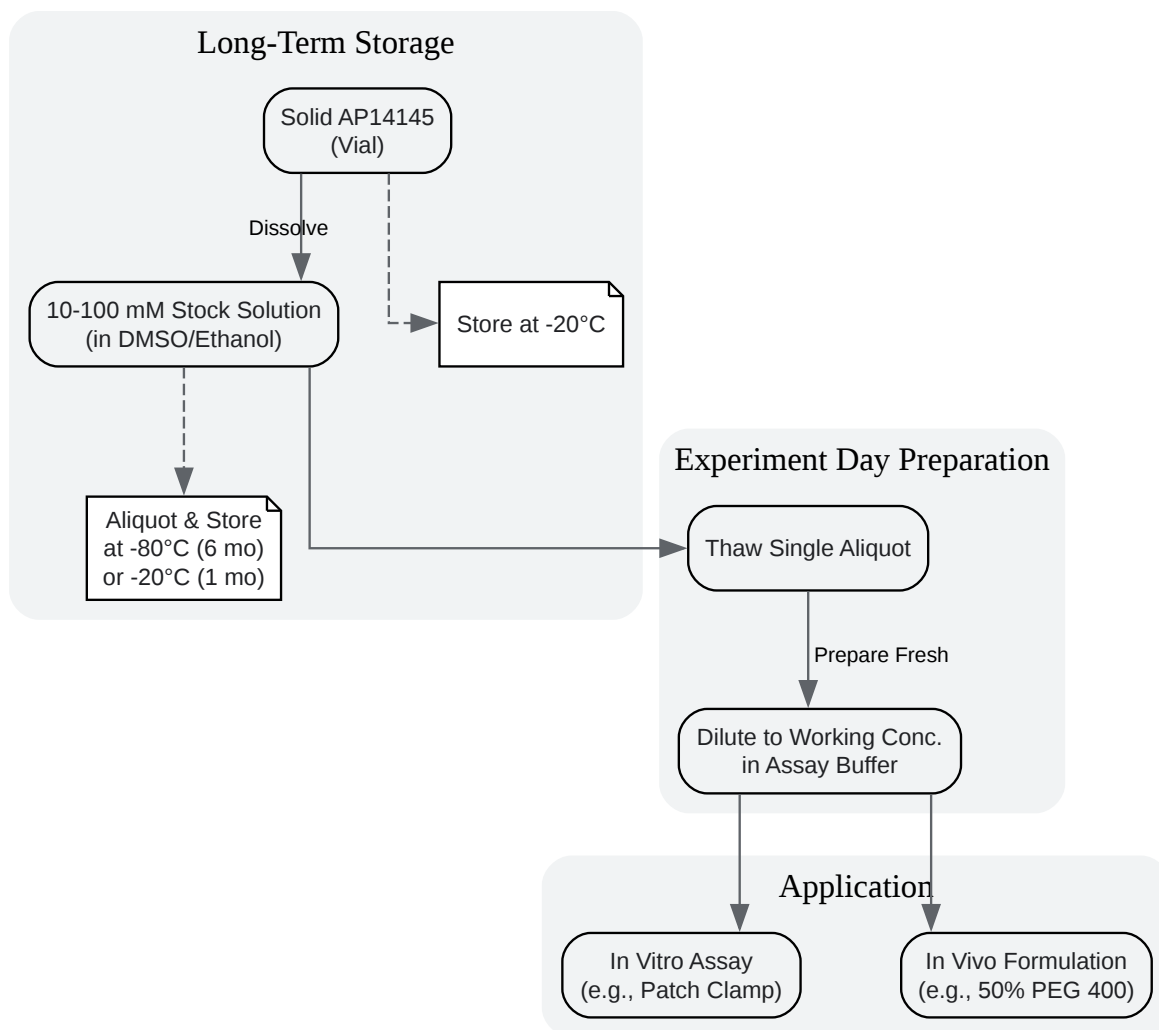 Long-Term Storage
Solid AP14145
(Vial)
Dissolve
10-100 mM Stock Solution
(in DMSO/Ethanol)
Store at -20°C
Aliquot & Store
at -80°C (6 mo)
or -20°C (1 mo)
Experiment Day Preparation
Thaw Single Aliquot
Prepare Fresh
Dilute to Working Conc.
in Assay Buffer
Application
In Vitro Assay
(e.g., Patch Clamp)
In Vivo Formulation
(e.g., 50% PEG 400)